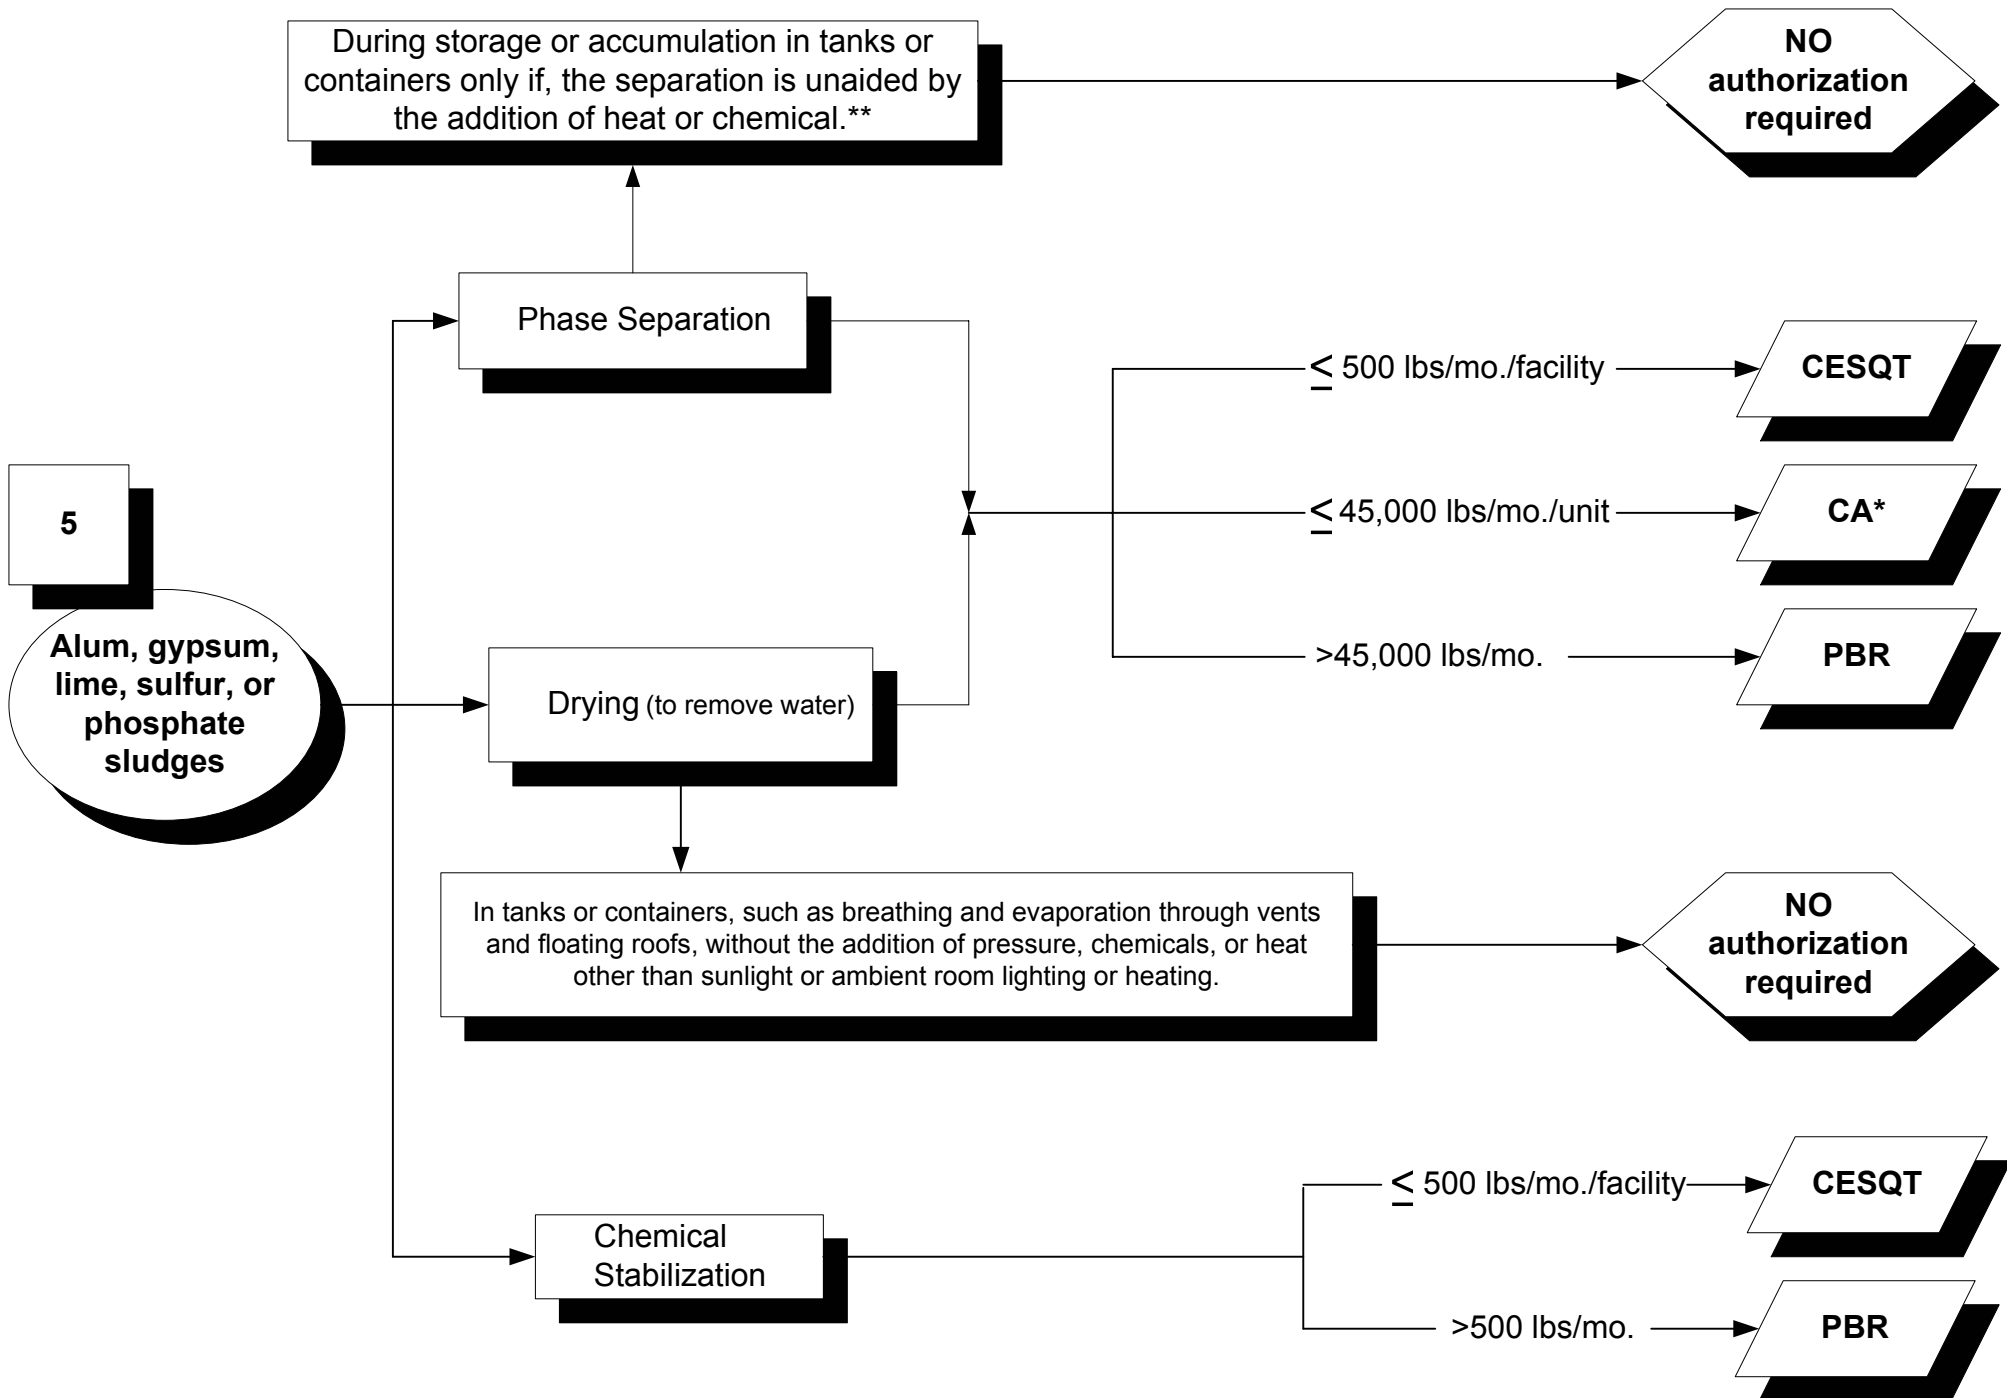 During storage or accumulation in tanks or
containers only if, the separation is unaided by
the addition of heat or chemical.**
NO
authorization
required
Phase Separation
≤ 500 lbs/mo./facility
CESQT
≤ 45,000 lbs/mo./unit
CA*
>45,000 lbs/mo.
PBR
5
Alum, gypsum,
lime, sulfur, or
phosphate
sludges
Drying (to remove water)
In tanks or containers, such as breathing and evaporation through vents
and floating roofs, without the addition of pressure, chemicals, or heat
other than sunlight or ambient room lighting or heating.
NO
authorization
required
Chemical
Stabilization
≤ 500 lbs/mo./facility
CESQT
>500 lbs/mo.
PBR